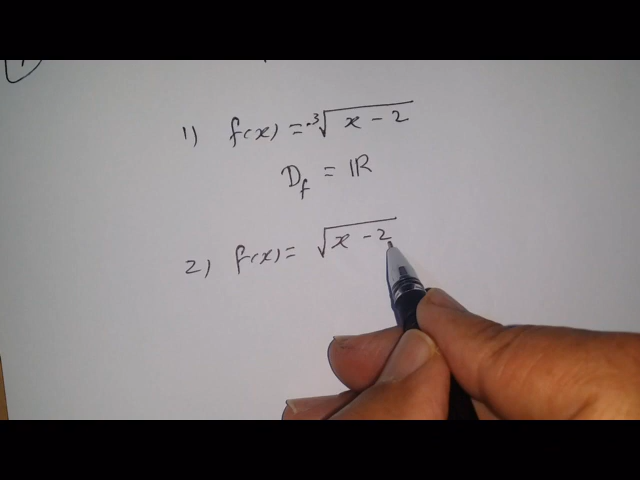 1) f(x) = ∛(x - 2)
D_f = ℝ
2) f(x) = √(x - 2)